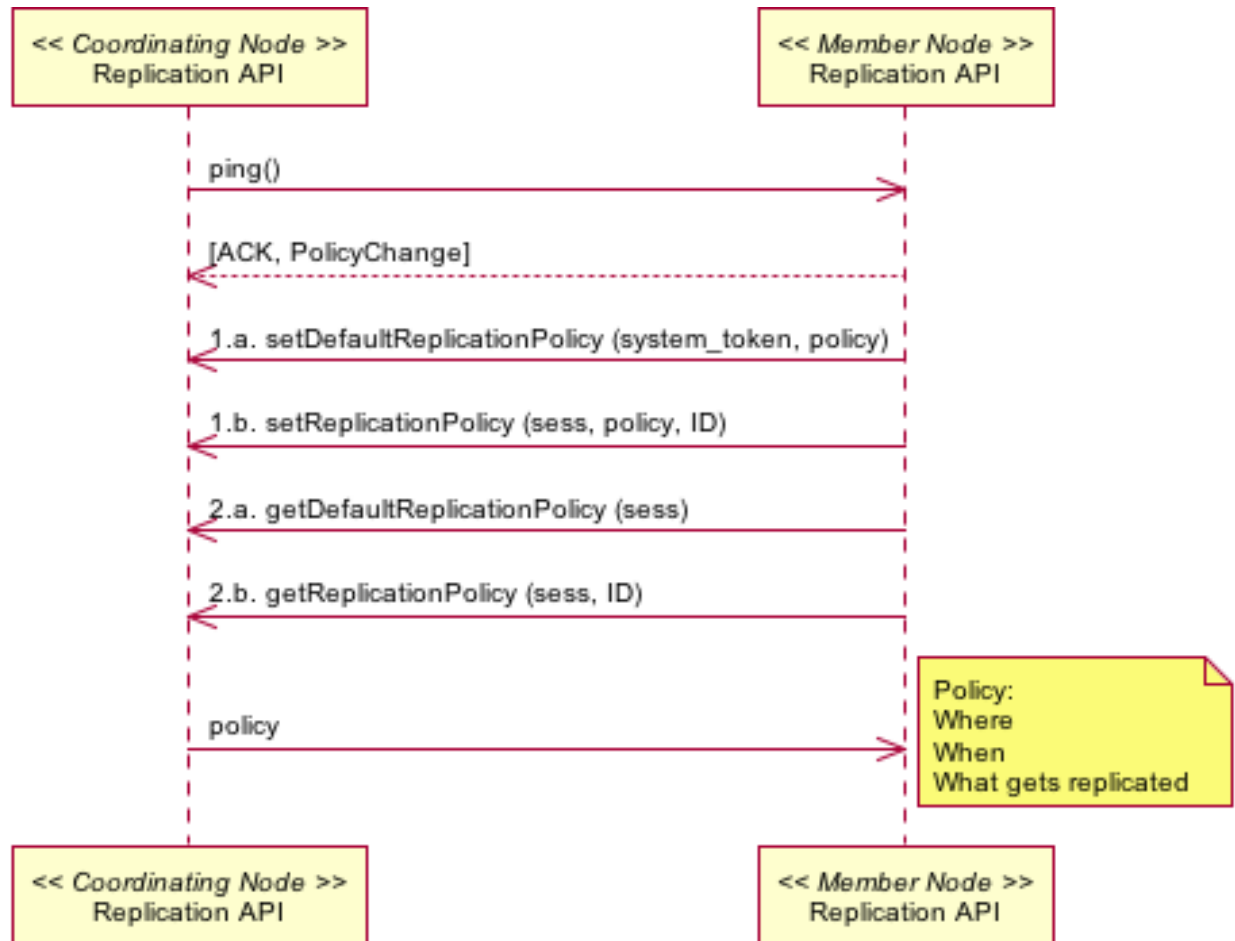 << Coordinating Node >>
Replication API
<< Member Node >>
Replication API
ping()
[ACK, PolicyChange]
1.a. setDefaultReplicationPolicy (system_token, policy)
1.b. setReplicationPolicy (sess, policy, ID)
2.a. getDefaultReplicationPolicy (sess)
2.b. getReplicationPolicy (sess, ID)
policy
Policy:
Where
When
What gets replicated
<< Coordinating Node >>
Replication API
<< Member Node >>
Replication API